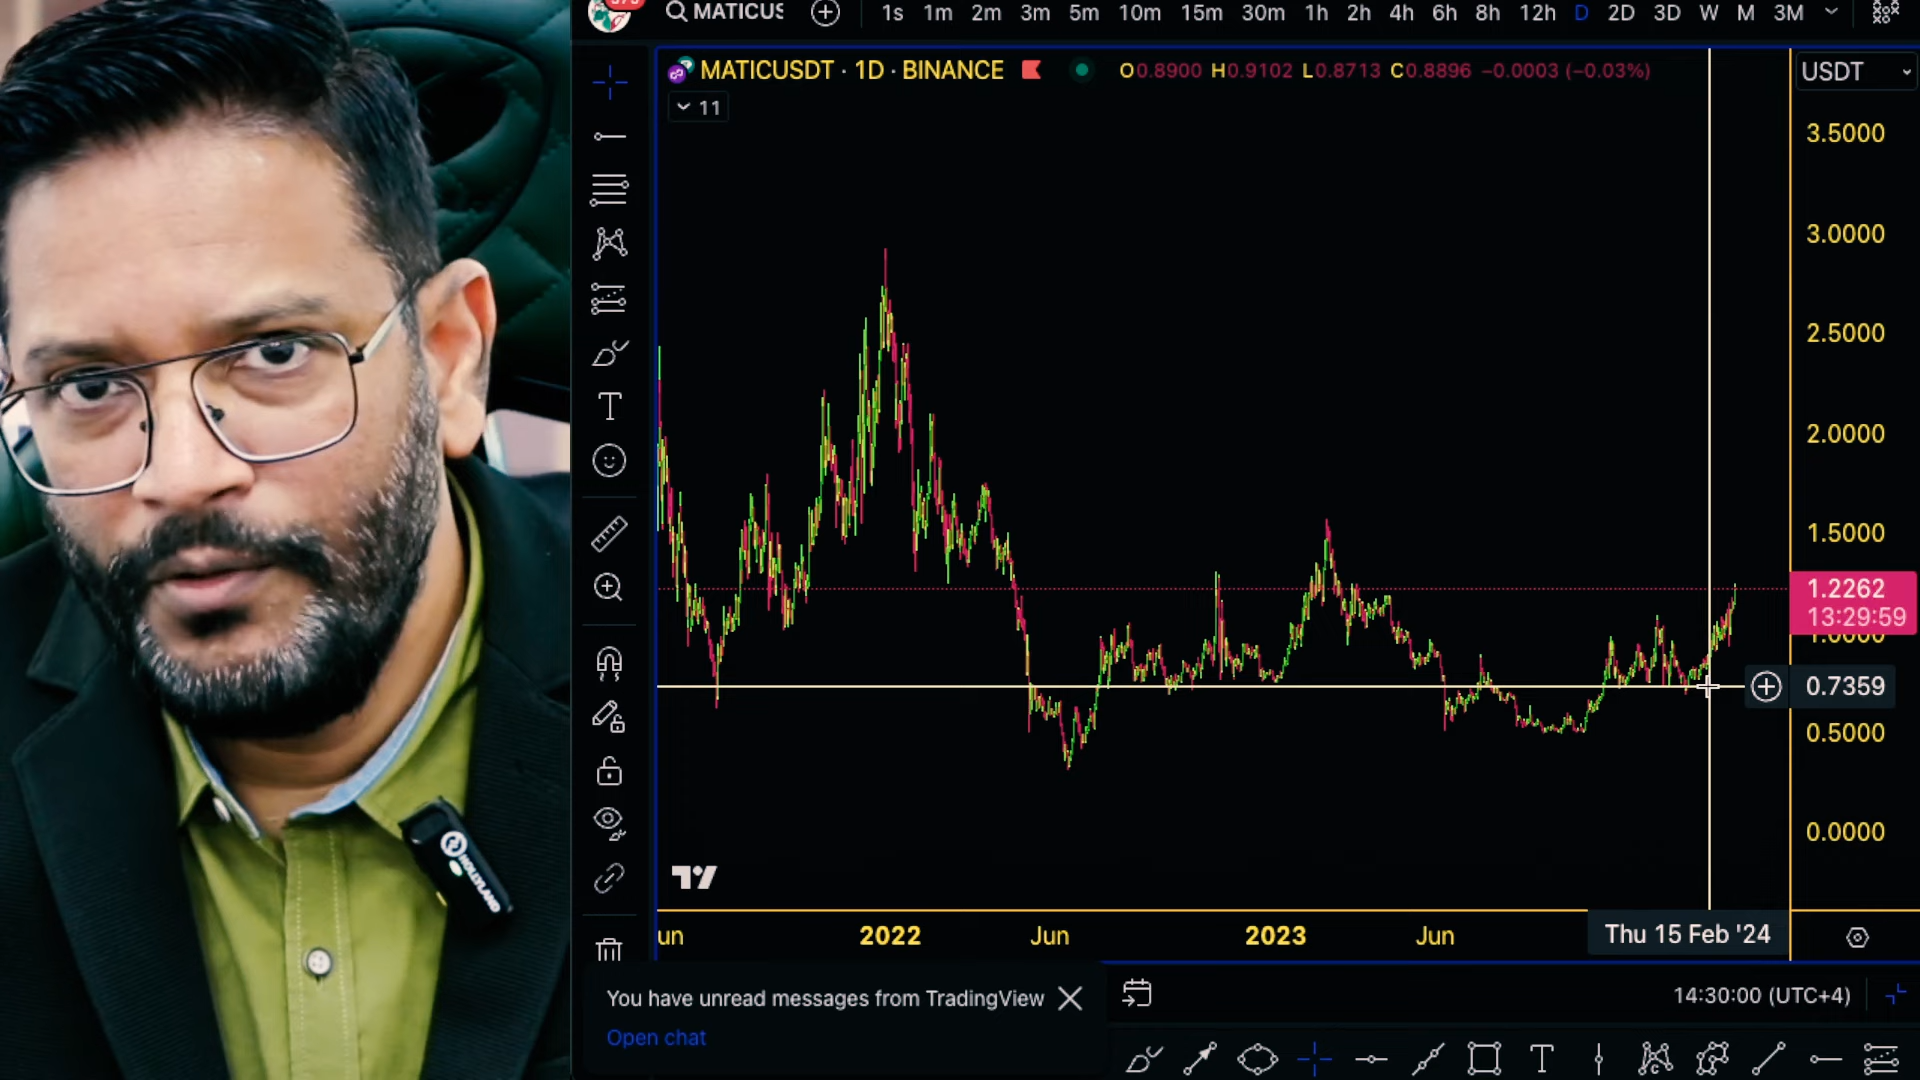 MATICUS
1s 1m 2m 3m 5m 10m 15m 30m 1h 2h 4h 6h 8h 12h D 2D 3D W M 3M
MATICUSDT · 1D · BINANCE O0.8900 H0.9102 L0.8713 C0.8896 −0.0003 (−0.03%)
USDT
11
3.5000
3.0000
2.5000
2.0000
1.5000
1.2262
13:29:59
1.0000
0.7359
0.5000
0.0000
HOLLYLAND
un 2022 Jun 2023 Jun Thu 15 Feb '24
You have unread messages from TradingView
Open chat
14:30:00 (UTC+4)